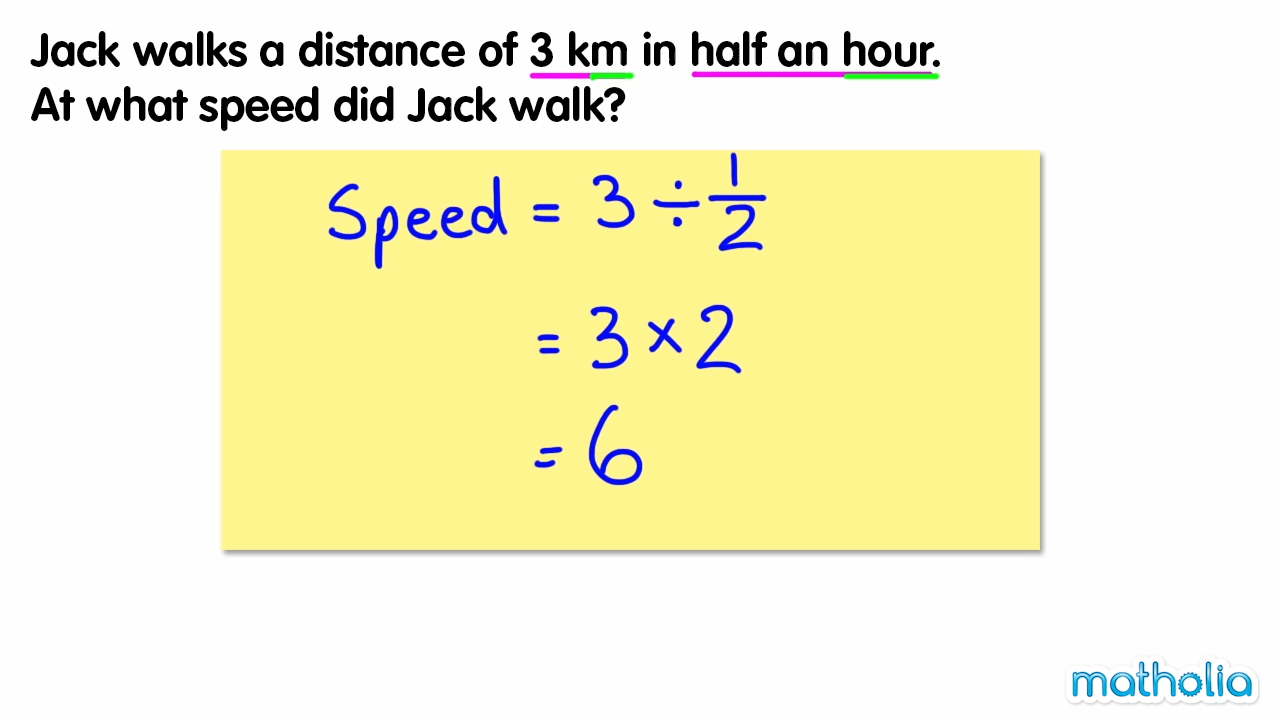 Jack walks a distance of 3 km in half an hour.
At what speed did Jack walk?
Speed = 3 ÷ 1/2
= 3 × 2
= 6
matholia